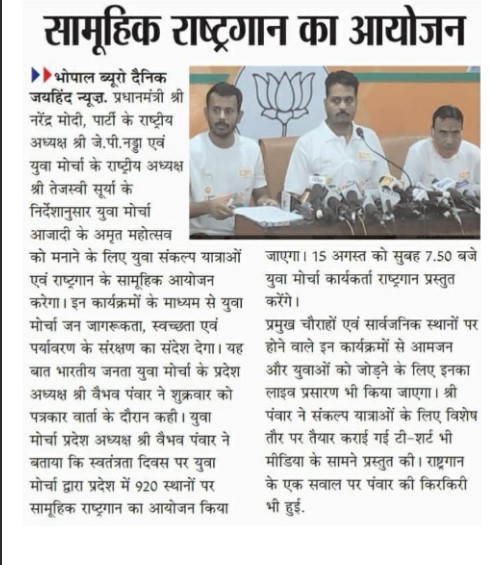 सामूहिक राष्ट्रगान का आयोजन
भोपाल ब्यूरो दैनिक
जयहिंद न्यूज़. प्रधानमंत्री श्री
नरेंद्र मोदी, पार्टी के राष्ट्रीय
अध्यक्ष श्री जे.पी.नड्डा एवं
युवा मोर्चा के राष्ट्रीय अध्यक्ष
श्री तेजस्वी सूर्या के
निर्देशानुसार युवा मोर्चा
आजादी के अमृत महोत्सव
को मनाने के लिए युवा संकल्प यात्राओं
एवं राष्ट्रगान के सामूहिक आयोजन
करेगा। इन कार्यक्रमों के माध्यम से युवा
मोर्चा जन जागरूकता, स्वच्छता एवं
पर्यावरण के संरक्षण का संदेश देगा। यह
बात भारतीय जनता युवा मोर्चा के प्रदेश
अध्यक्ष श्री वैभव पंवार ने शुक्रवार को
पत्रकार वार्ता के दौरान कही। युवा
मोर्चा प्रदेश अध्यक्ष श्री वैभव पंवार ने
बताया कि स्वतंत्रता दिवस पर युवा
मोर्चा द्वारा प्रदेश में 920 स्थानों पर
सामूहिक राष्ट्रगान का आयोजन किया
जाएगा। 15 अगस्त को सुबह 7.50 बजे
युवा मोर्चा कार्यकर्ता राष्ट्रगान प्रस्तुत
करेंगे।
प्रमुख चौराहों एवं सार्वजनिक स्थानों पर
होने वाले इन कार्यक्रमों से आमजन
और युवाओं को जोड़ने के लिए इनका
लाइव प्रसारण भी किया जाएगा। श्री
पंवार ने संकल्प यात्राओं के लिए विशेष
तौर पर तैयार कराई गई टी-शर्ट भी
मीडिया के सामने प्रस्तुत की। राष्ट्रगान
के एक सवाल पर पंवार की किरकिरी
भी हुई.